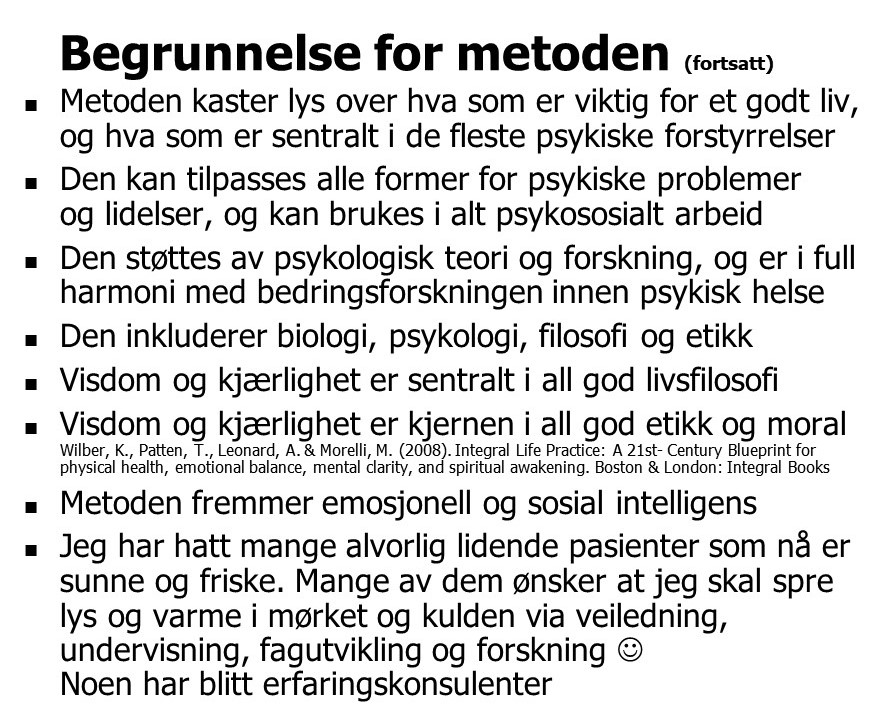 Begrunnelse for metoden (fortsatt)
▪ Metoden kaster lys over hva som er viktig for et godt liv,
og hva som er sentralt i de fleste psykiske forstyrrelser
▪ Den kan tilpasses alle former for psykiske problemer
og lidelser, og kan brukes i alt psykososialt arbeid
▪ Den støttes av psykologisk teori og forskning, og er i full
harmoni med bedringsforskningen innen psykisk helse
▪ Den inkluderer biologi, psykologi, filosofi og etikk
▪ Visdom og kjærlighet er sentralt i all god livsfilosofi
▪ Visdom og kjærlighet er kjernen i all god etikk og moral
Wilber, K., Patten, T., Leonard, A. & Morelli, M. (2008). Integral Life Practice: A 21st- Century Blueprint for
physical health, emotional balance, mental clarity, and spiritual awakening. Boston & London: Integral Books
▪ Metoden fremmer emosjonell og sosial intelligens
▪ Jeg har hatt mange alvorlig lidende pasienter som nå er
sunne og friske. Mange av dem ønsker at jeg skal spre
lys og varme i mørket og kulden via veiledning,
undervisning, fagutvikling og forskning ☺
Noen har blitt erfaringskonsulenter